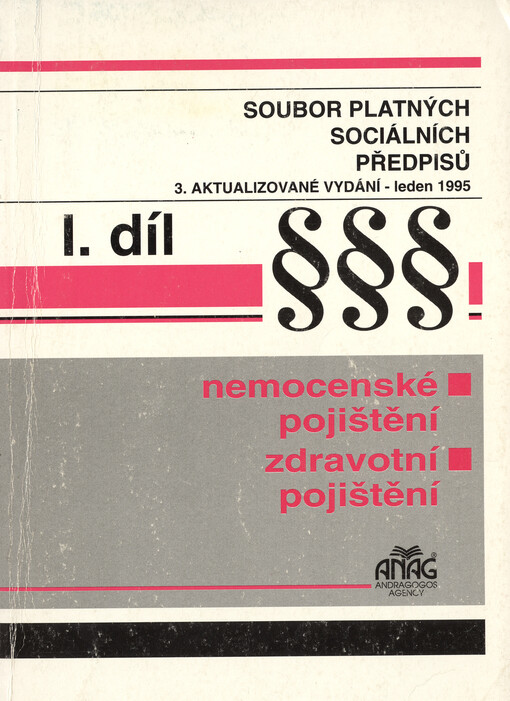 SOUBOR PLATNÝCH
SOCIÁLNÍCH
PŘEDPISŮ
3. AKTUALIZOVANÉ VYDÁNÍ - leden 1995
I. díl
§§§
nemocenské
pojištění
zdravotní
pojištění
ANAG®
ANDRAGOGOS
AGENCY